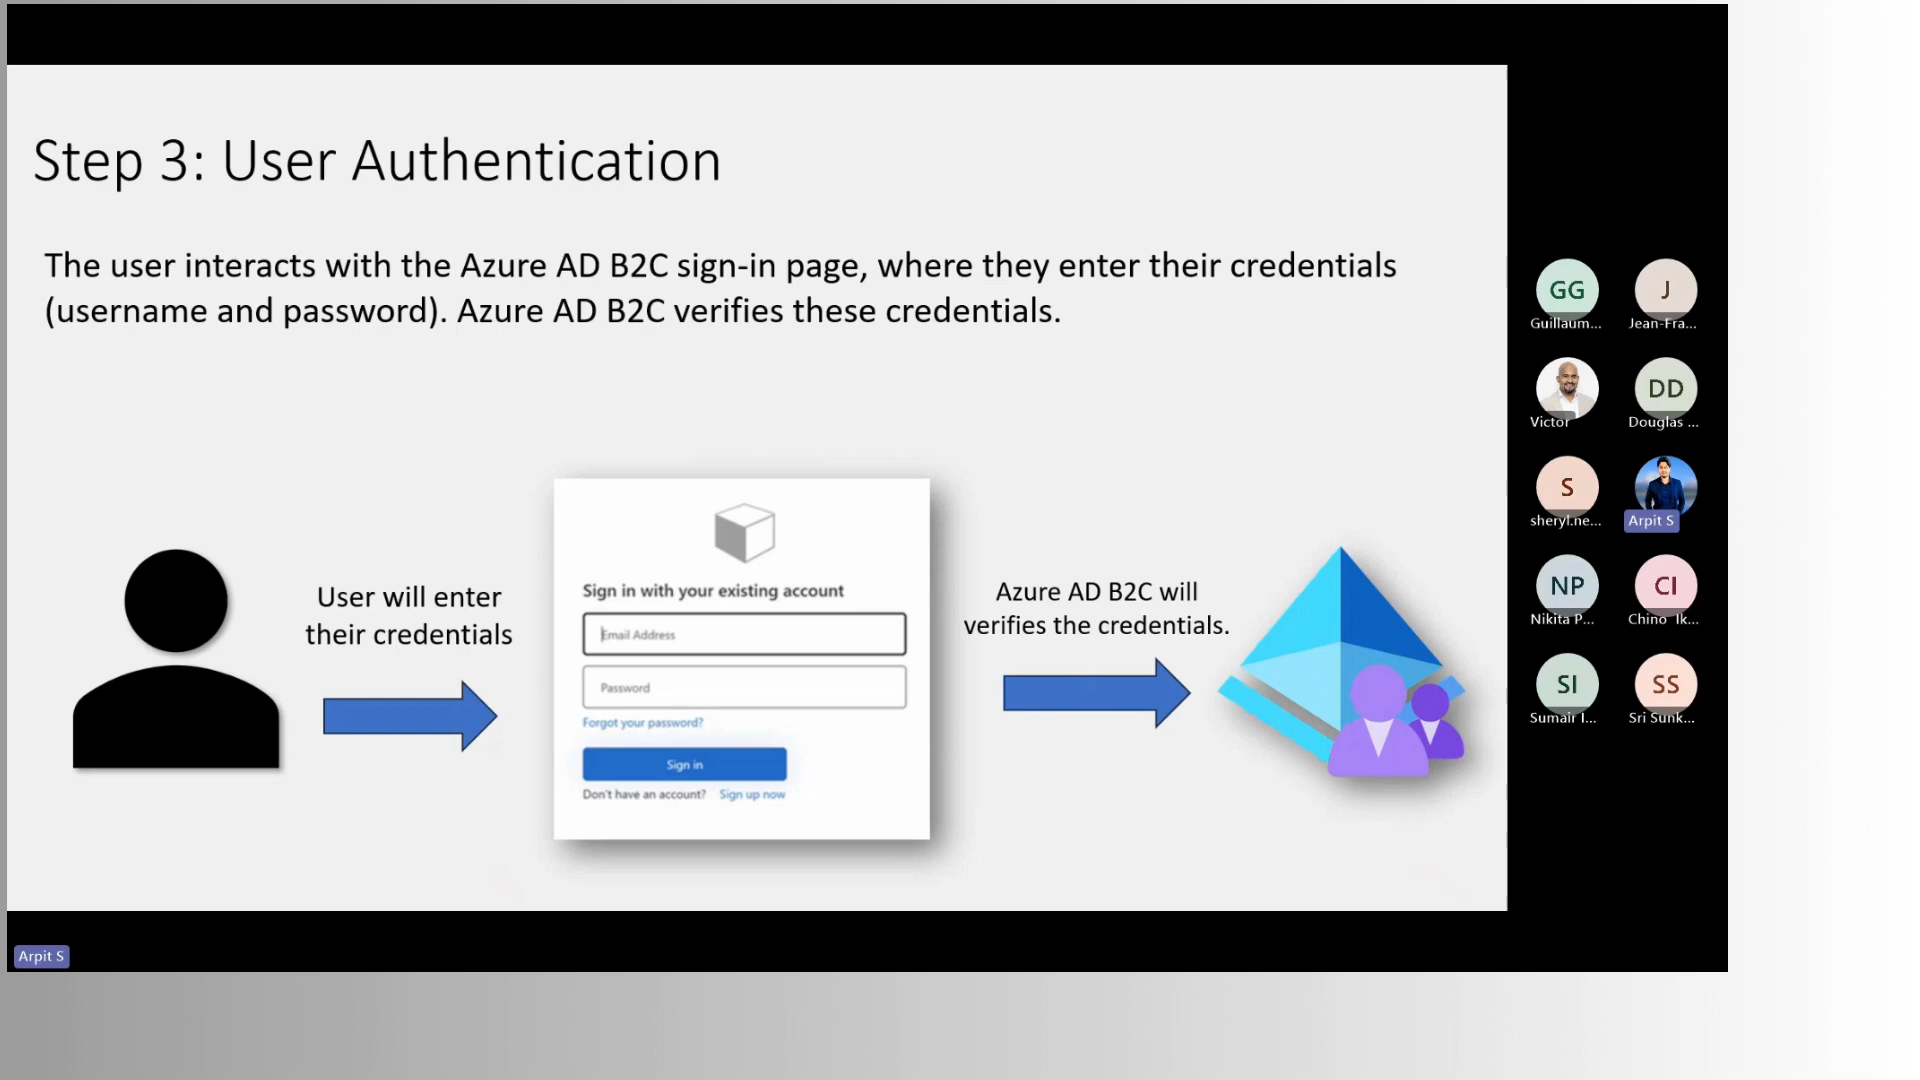 Step 3: User Authentication
The user interacts with the Azure AD B2C sign-in page, where they enter their credentials
(username and password). Azure AD B2C verifies these credentials.
User will enter
their credentials
Sign in with your existing account
Email Address
Password
Forgot your password?
Sign in
Don't have an account? Sign up now
Azure AD B2C will
verifies the credentials.
GG
Guillaum...
J
Jean-Fra...
Victor
DD
Douglas ...
S
sheryl.ne...
Arpit S
NP
Nikita P...
CI
Chino Ik...
SI
Sumair I...
SS
Sri Sunk...
Arpit S